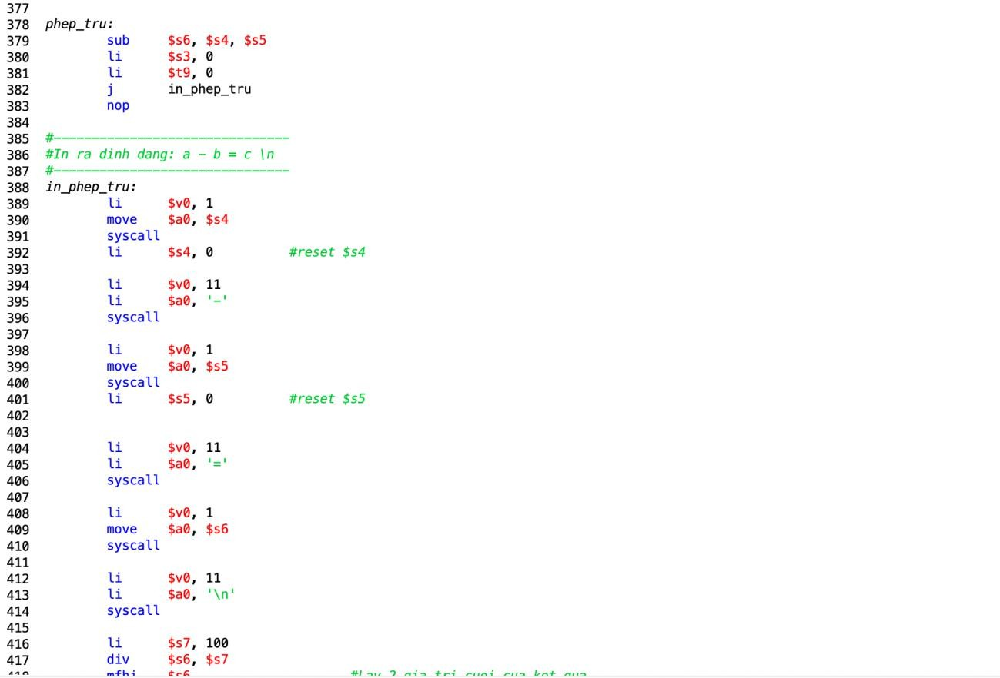 377
378 phep_tru:
379 sub $s6, $s4, $s5
380 li $s3, 0
381 li $t9, 0
382 j in_phep_tru
383 nop
384
385 #-------------------------------
386 #In ra dinh dang: a - b = c \n
387 #-------------------------------
388 in_phep_tru:
389 li $v0, 1
390 move $a0, $s4
391 syscall
392 li $s4, 0 #reset $s4
393
394 li $v0, 11
395 li $a0, '-'
396 syscall
397
398 li $v0, 1
399 move $a0, $s5
400 syscall
401 li $s5, 0 #reset $s5
402
403
404 li $v0, 11
405 li $a0, '='
406 syscall
407
408 li $v0, 1
409 move $a0, $s6
410 syscall
411
412 li $v0, 11
413 li $a0, '\n'
414 syscall
415
416 li $s7, 100
417 div $s6, $s7
418 mfhi $s6 #Lay 2 gia tri cuoi cua ket qua